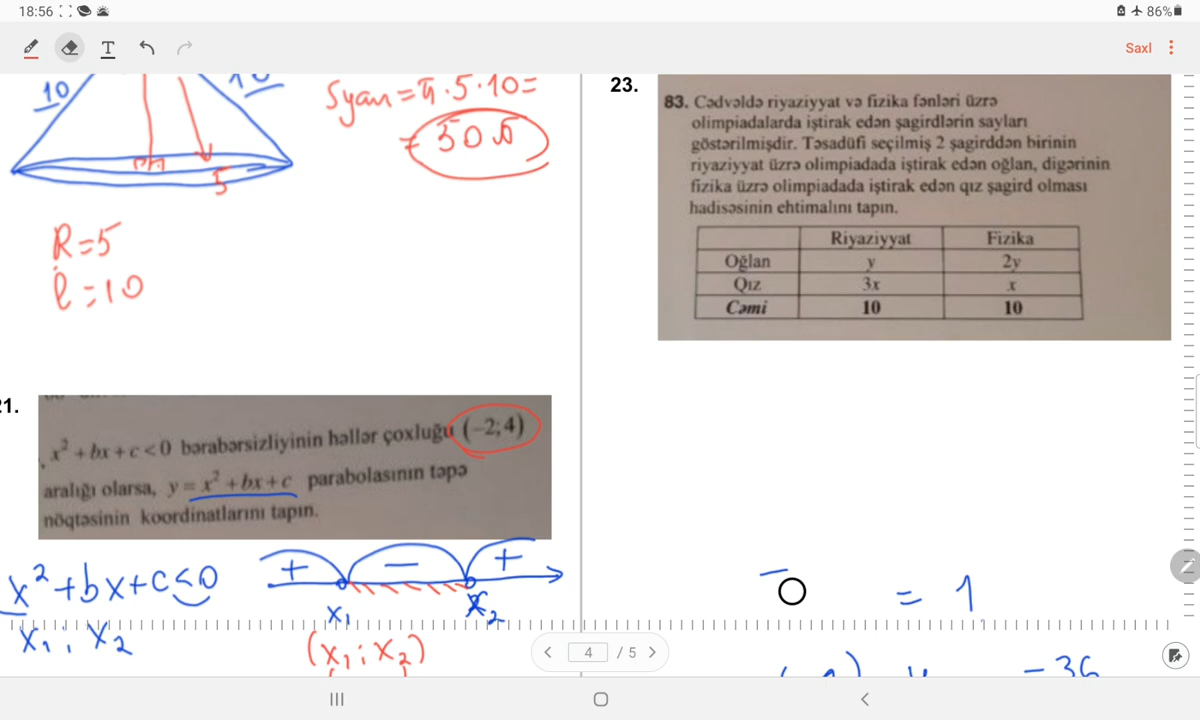 18:56
86%
T
Saxl
10
10
Syan = π · 5 · 10 =
= 50π
5
R = 5
l = 10
21.
x² + bx + c < 0 bərabərsizliyinin həllər çoxluğu (−2; 4)
aralığı olarsa, y = x² + bx + c parabolasının təpə
nöqtəsinin koordinatlarını tapın.
x² + bx + c < 0
+ − +
x₁ x₂
x₁ ; x₂
(x₁ ; x₂)
23.
83. Cədvəldə riyaziyyat və fizika fənləri üzrə
olimpiadalarda iştirak edən şagirdlərin sayları
göstərilmişdir. Təsadüfi seçilmiş 2 şagirddən birinin
riyaziyyat üzrə olimpiadada iştirak edən oğlan, digərinin
fizika üzrə olimpiadada iştirak edən qız şagird olması
hadisəsinin ehtimalını tapın.
Riyaziyyat Fizika
Oğlan y 2y
Qız 3x x
Cəmi 10 10
= 1
− 36
4 / 5